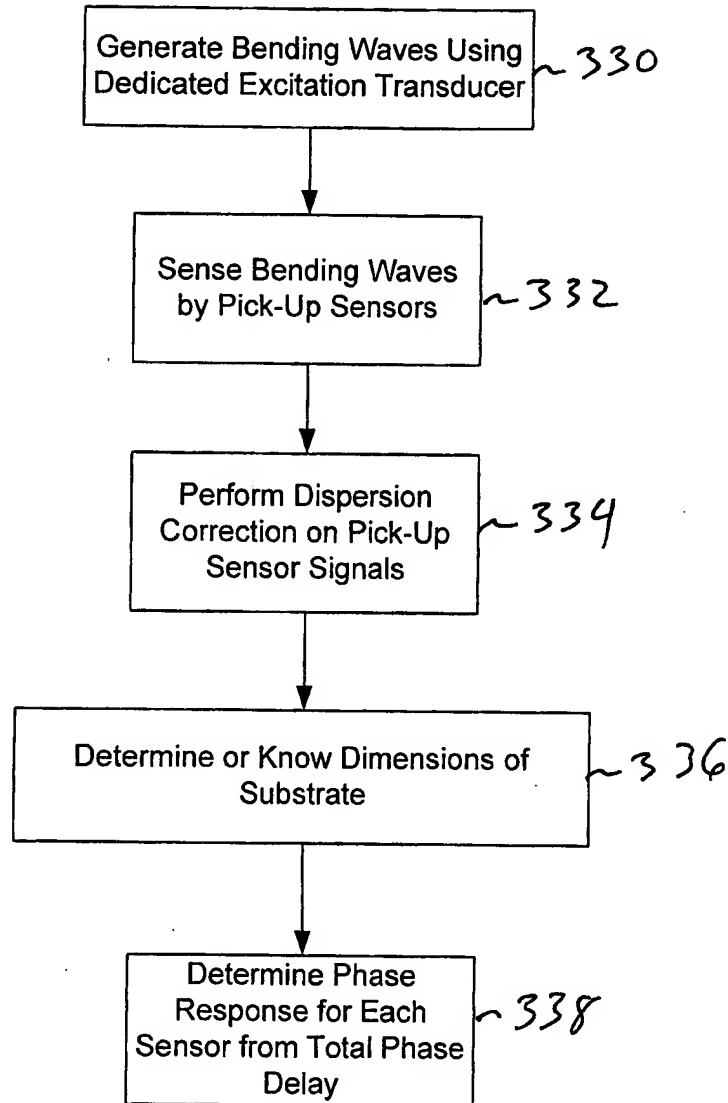 Generate Bending Waves Using
Dedicated Excitation Transducer
330
Sense Bending Waves
by Pick-Up Sensors
332
Perform Dispersion
Correction on Pick-Up
Sensor Signals
334
Determine or Know Dimensions of
Substrate
336
Determine Phase
Response for Each
Sensor from Total Phase
Delay
338